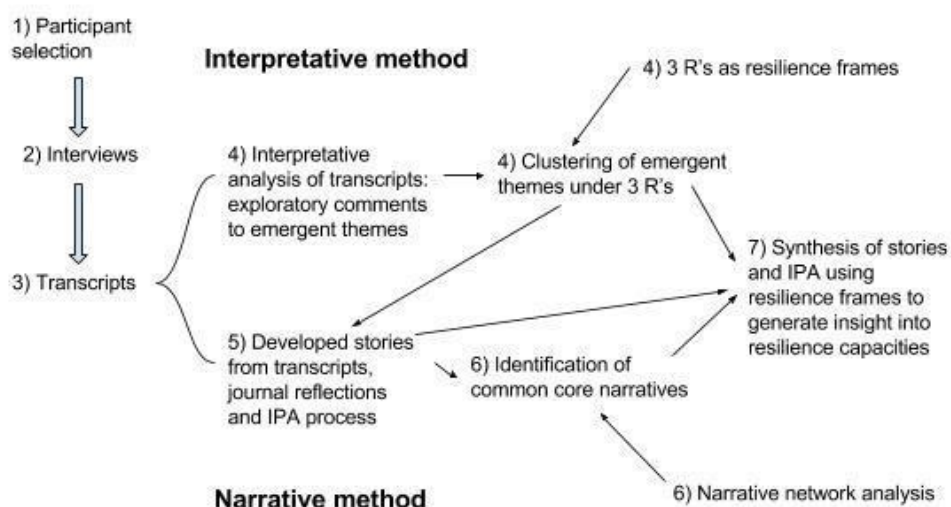 1) Participant
selection
Interpretative method
4) 3 R's as resilience frames
2) Interviews
4) Interpretative
analysis of transcripts:
exploratory comments
to emergent themes
4) Clustering of emergent
themes under 3 R's
3) Transcripts
7) Synthesis of stories
and IPA using
resilience frames to
generate insight into
resilience capacities
5) Developed stories
from transcripts,
journal reflections
and IPA process
6) Identification of
common core narratives
Narrative method
6) Narrative network analysis